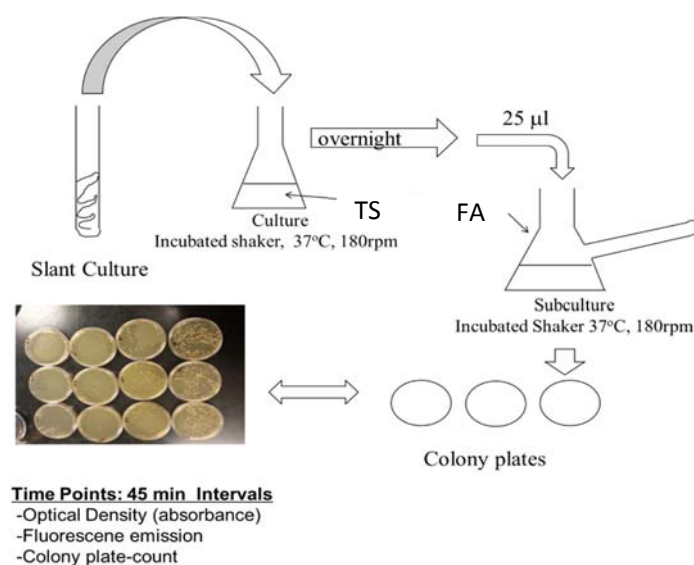 overnight
25 µl
TS
FA
Culture
Incubated shaker, 37°C, 180rpm
Slant Culture
Subculture
Incubated Shaker 37°C, 180rpm
Colony plates
Time Points: 45 min Intervals
-Optical Density (absorbance)
-Fluorescene emission
-Colony plate-count